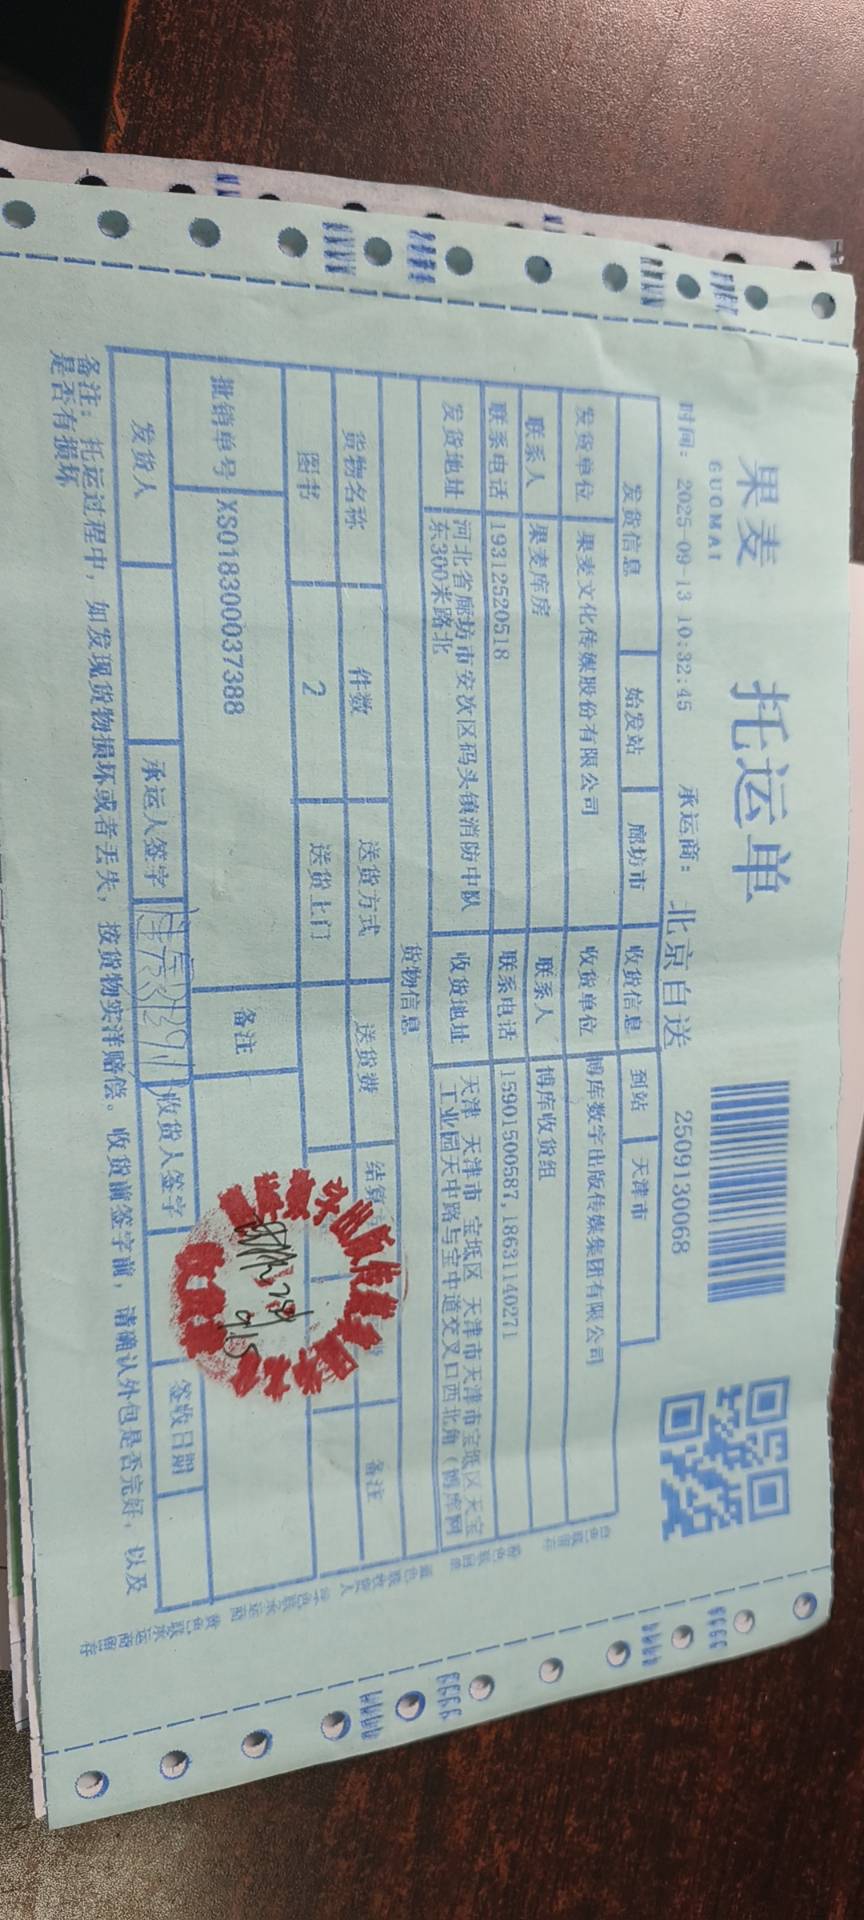 果麦
GUOMAI
托运单
2509130068
时间: 2025-09-13 10:32:45 承运商: 北京自送
发货信息 始发站 廊坊市 收货信息 到站 天津市
发货单位 果麦文化传媒股份有限公司 收货单位 博库数字出版传媒集团有限公司
联系人 果麦库房 联系人 博库收货组
联系电话 19312520518 联系电话 15901500587,18631140271
发货地址 河北省廊坊市安次区码头镇消防中队东300米路北 收货地址 天津 天津市 宝坻区 天津市天津市宝坻区天宝工业园天中路与宝中道交叉口西北角(博库网
货物信息
货物名称 件数 送货方式 送货费 结算 备注
图书 2 送货上门
批销单号 XS018300037388 备注
发货人 承运人签字 收货人签字 签收日期
备注: 托运过程中, 如发现货物损坏或者丢失, 按货物实洋赔偿。收货前签字前, 请确认外包是否完好, 以及
是否有损坏
9.15